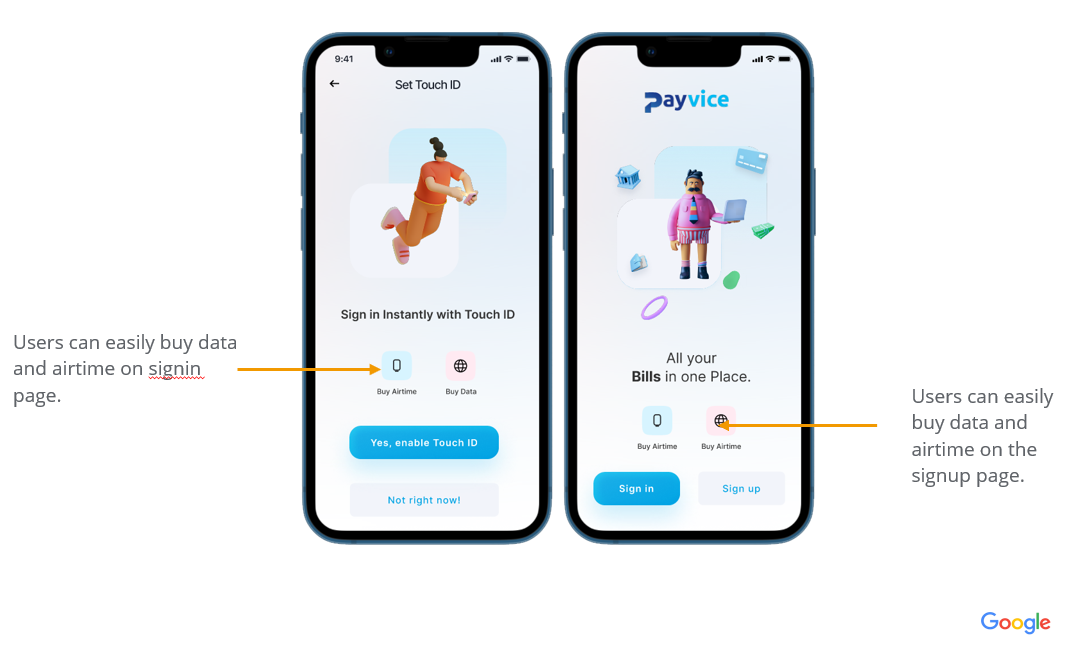 Users can easily buy data
and airtime on signin
page.
9:41
Set Touch ID
Sign in Instantly with Touch ID
Buy Airtime
Buy Data
Yes, enable Touch ID
Not right now!
Payvice
All your
Bills in one Place.
Buy Airtime
Buy Airtime
Sign in
Sign up
Users can easily
buy data and
airtime on the
signup page.
Google